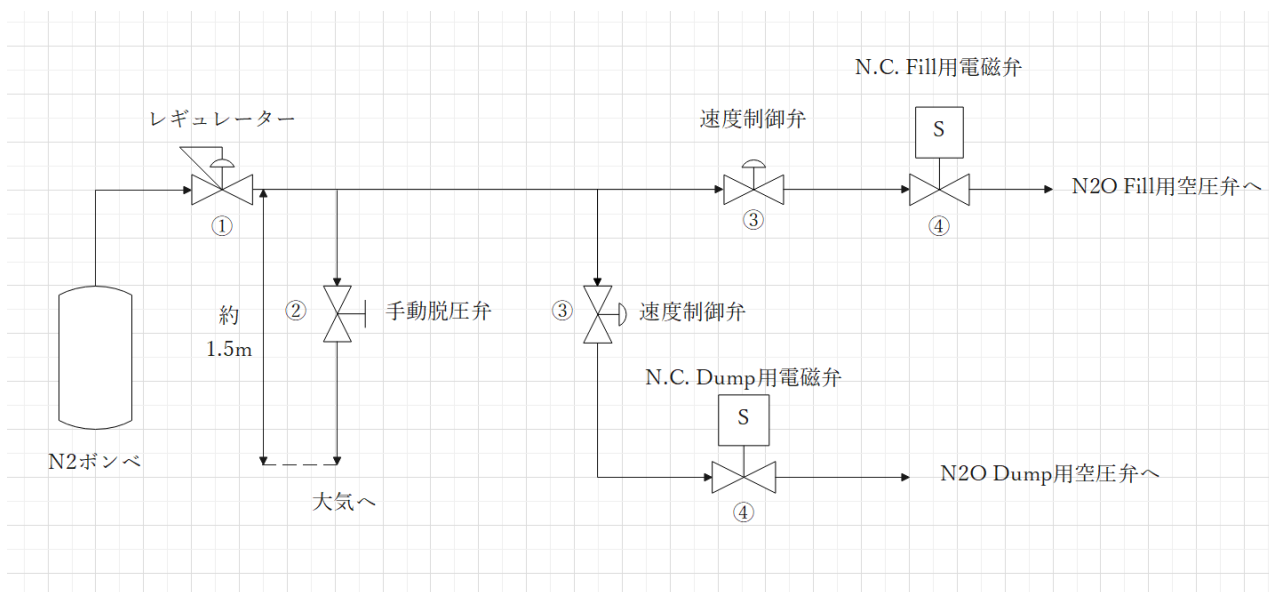 N.C. Fill用電磁弁
S
レギュレーター
速度制御弁
N2O Fill用空圧弁へ
①
③
④
②
手動脱圧弁
③
速度制御弁
約
1.5m
N.C. Dump用電磁弁
S
N2ボンベ
N2O Dump用空圧弁へ
大気へ
④